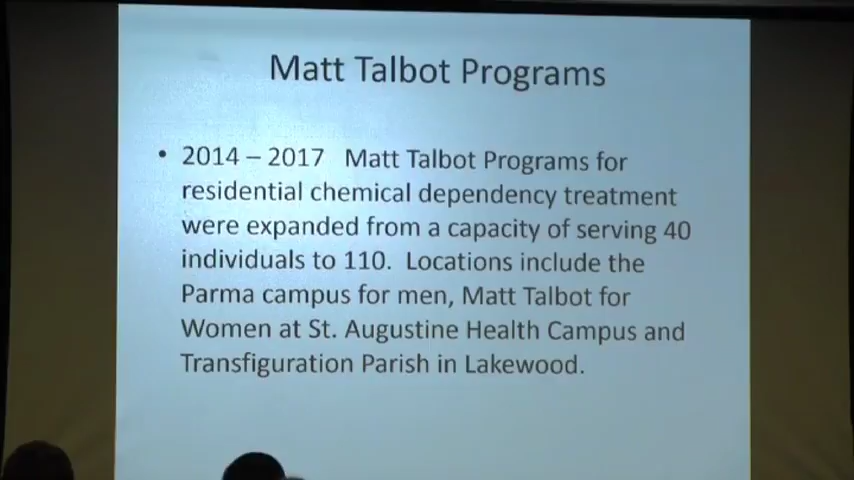 Matt Talbot Programs
• 2014 – 2017 Matt Talbot Programs for
residential chemical dependency treatment
were expanded from a capacity of serving 40
individuals to 110. Locations include the
Parma campus for men, Matt Talbot for
Women at St. Augustine Health Campus and
Transfiguration Parish in Lakewood.